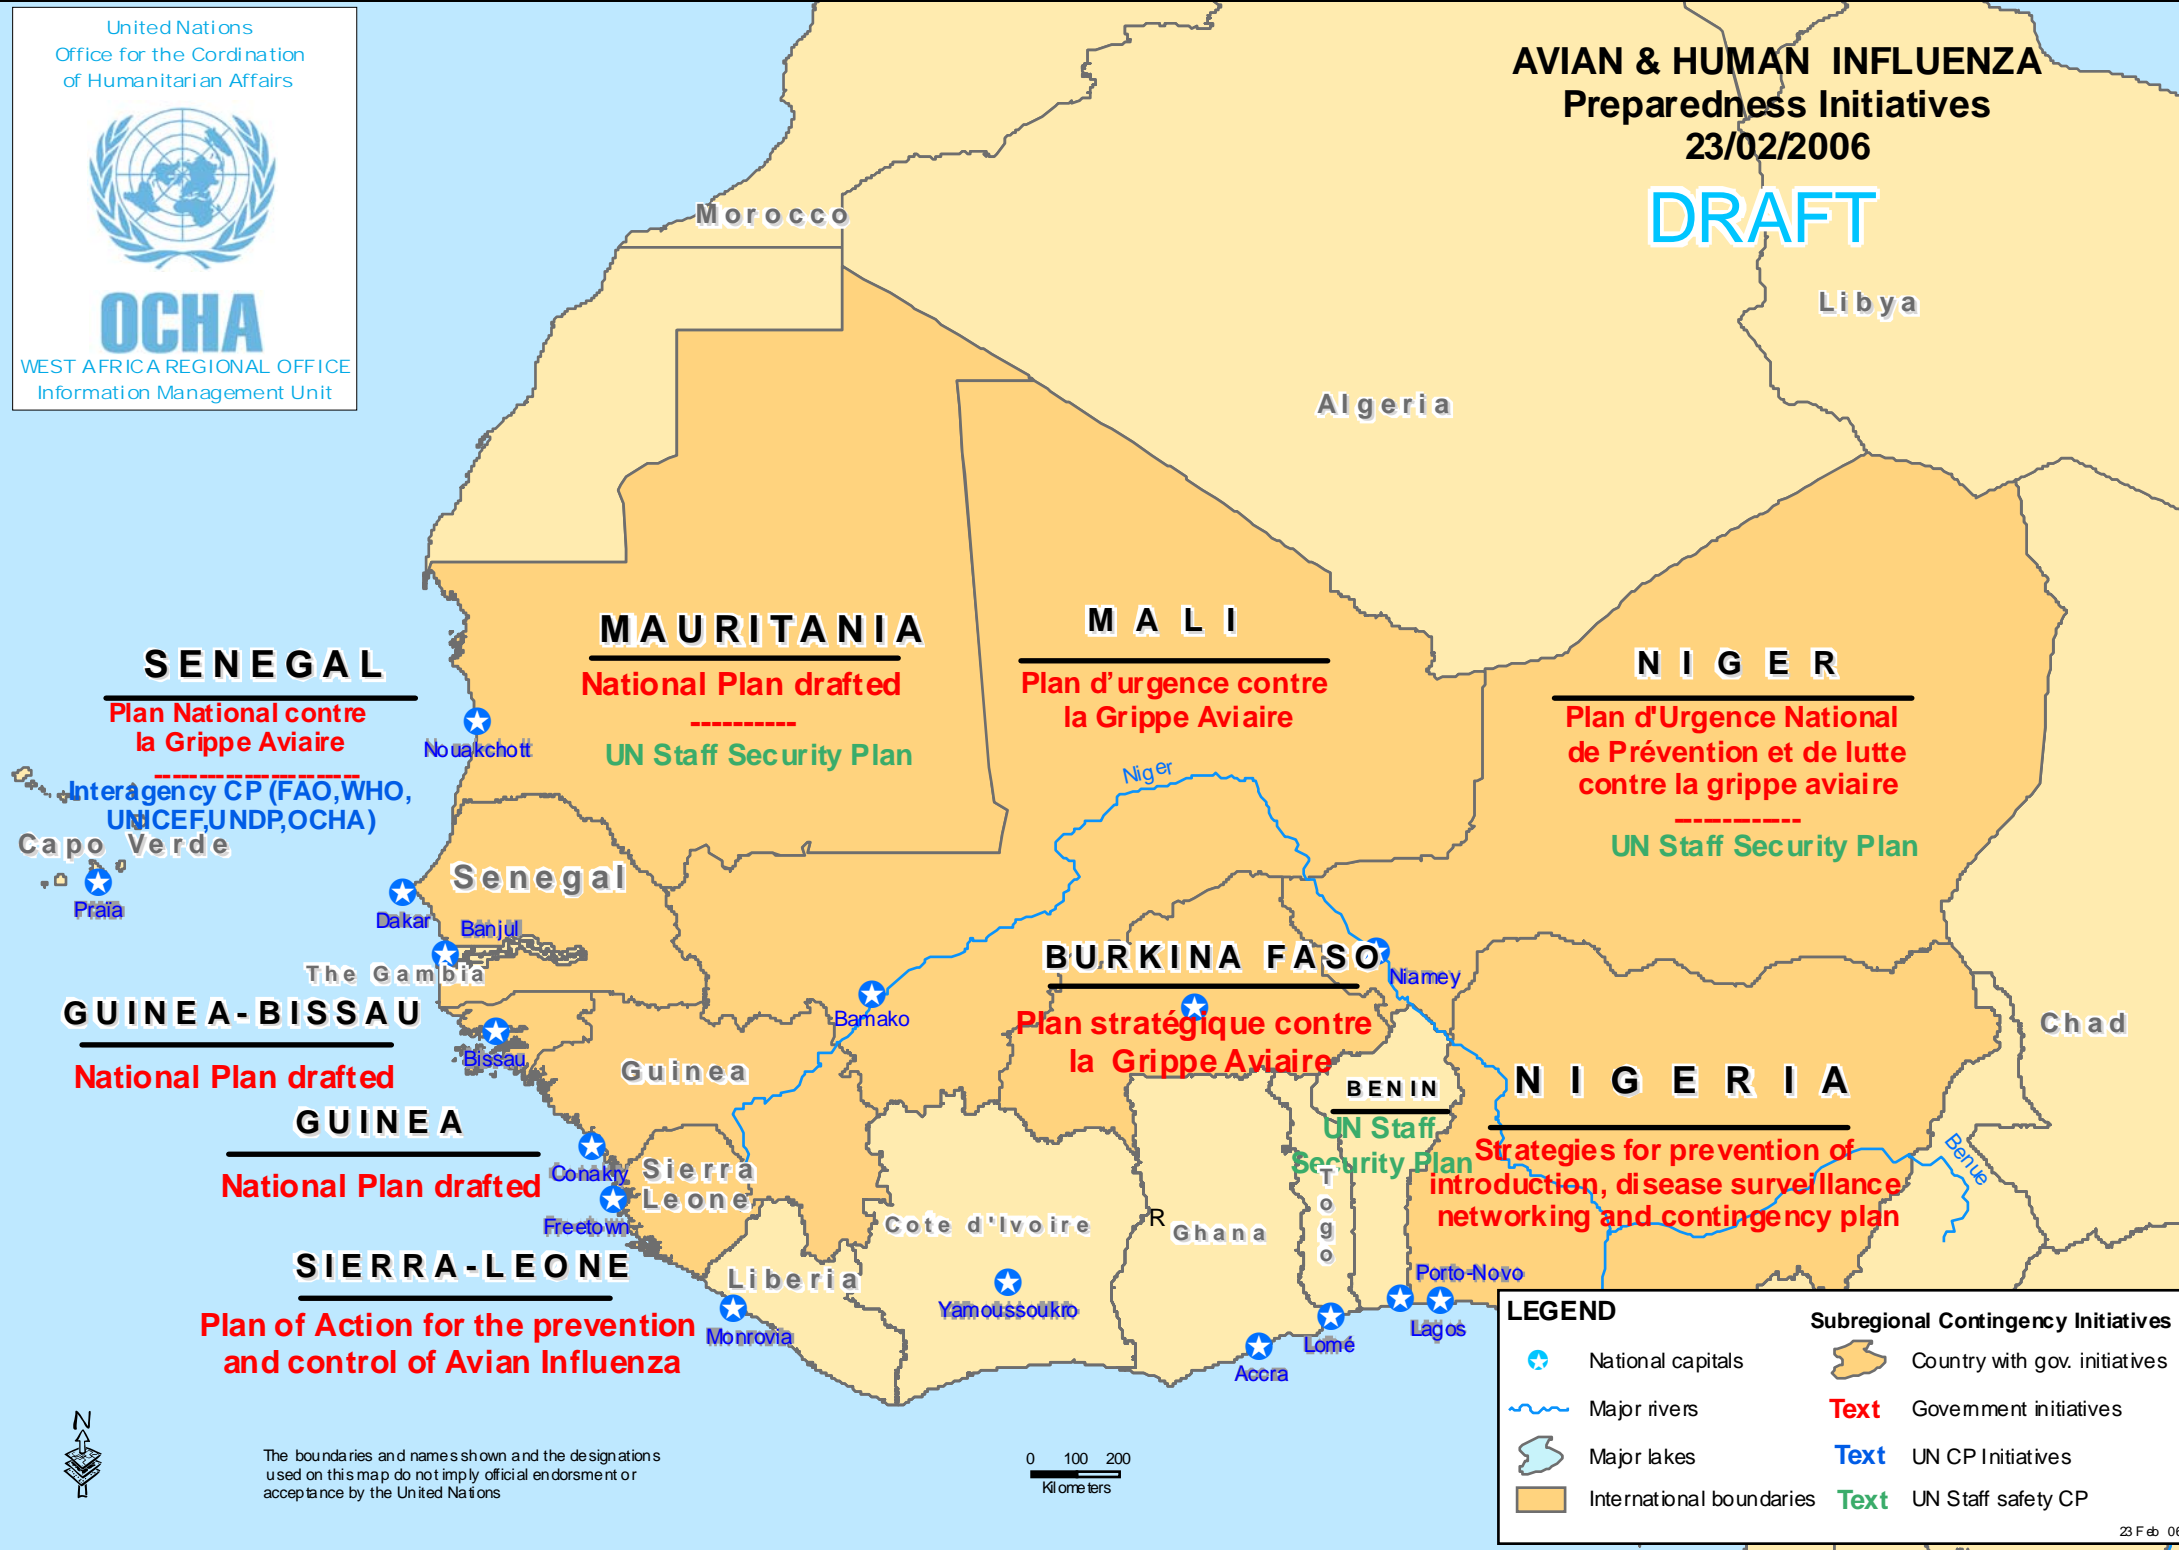 United Nations
Office for the Cordination
of Humanitarian Affairs
OCHA
WEST AFRICA REGIONAL OFFICE
Information Management Unit
AVIAN & HUMAN INFLUENZA
Preparedness Initiatives
23/02/2006
DRAFT
Morocco
Libya
Algeria
MAURITANIA
National Plan drafted
----------
UN Staff Security Plan
MALI
Plan d'urgence contre
la Grippe Aviaire
NIGER
Plan d'Urgence National
de Prévention et de lutte
contre la grippe aviaire
-------------
UN Staff Security Plan
SENEGAL
Plan National contre
la Grippe Aviaire
-----------------------
Interagency CP (FAO,WHO,
UNICEF,UNDP,OCHA)
Nouakchott
Niger
Capo Verde
Praïa
Senegal
Dakar
Banjul
The Gambia
GUINEA-BISSAU
National Plan drafted
Bissau
Bamako
BURKINA FASO
Plan stratégique contre
la Grippe Aviaire
Niamey
Chad
Guinea
GUINEA
National Plan drafted
Conakry
Sierra
Leone
Freetown
BENIN
UN Staff
Security Plan
NIGERIA
Strategies for prevention of
introduction, disease surveillance
networking and contingency plan
Benue
Togo
Cote d'Ivoire
R
Ghana
SIERRA-LEONE
Plan of Action for the prevention
and control of Avian Influenza
Liberia
Monrovia
Yamoussoukro
Accra
Lomé
Porto-Novo
Lagos
N
The boundaries and names shown and the designations
used on this map do not imply official endorsment or
acceptance by the United Nations
0 100 200
Kilometers
LEGEND
National capitals
Major rivers
Major lakes
International boundaries
Subregional Contingency Initiatives
Country with gov. initiatives
Text Government initiatives
Text UN CP Initiatives
Text UN Staff safety CP
23 Feb 06